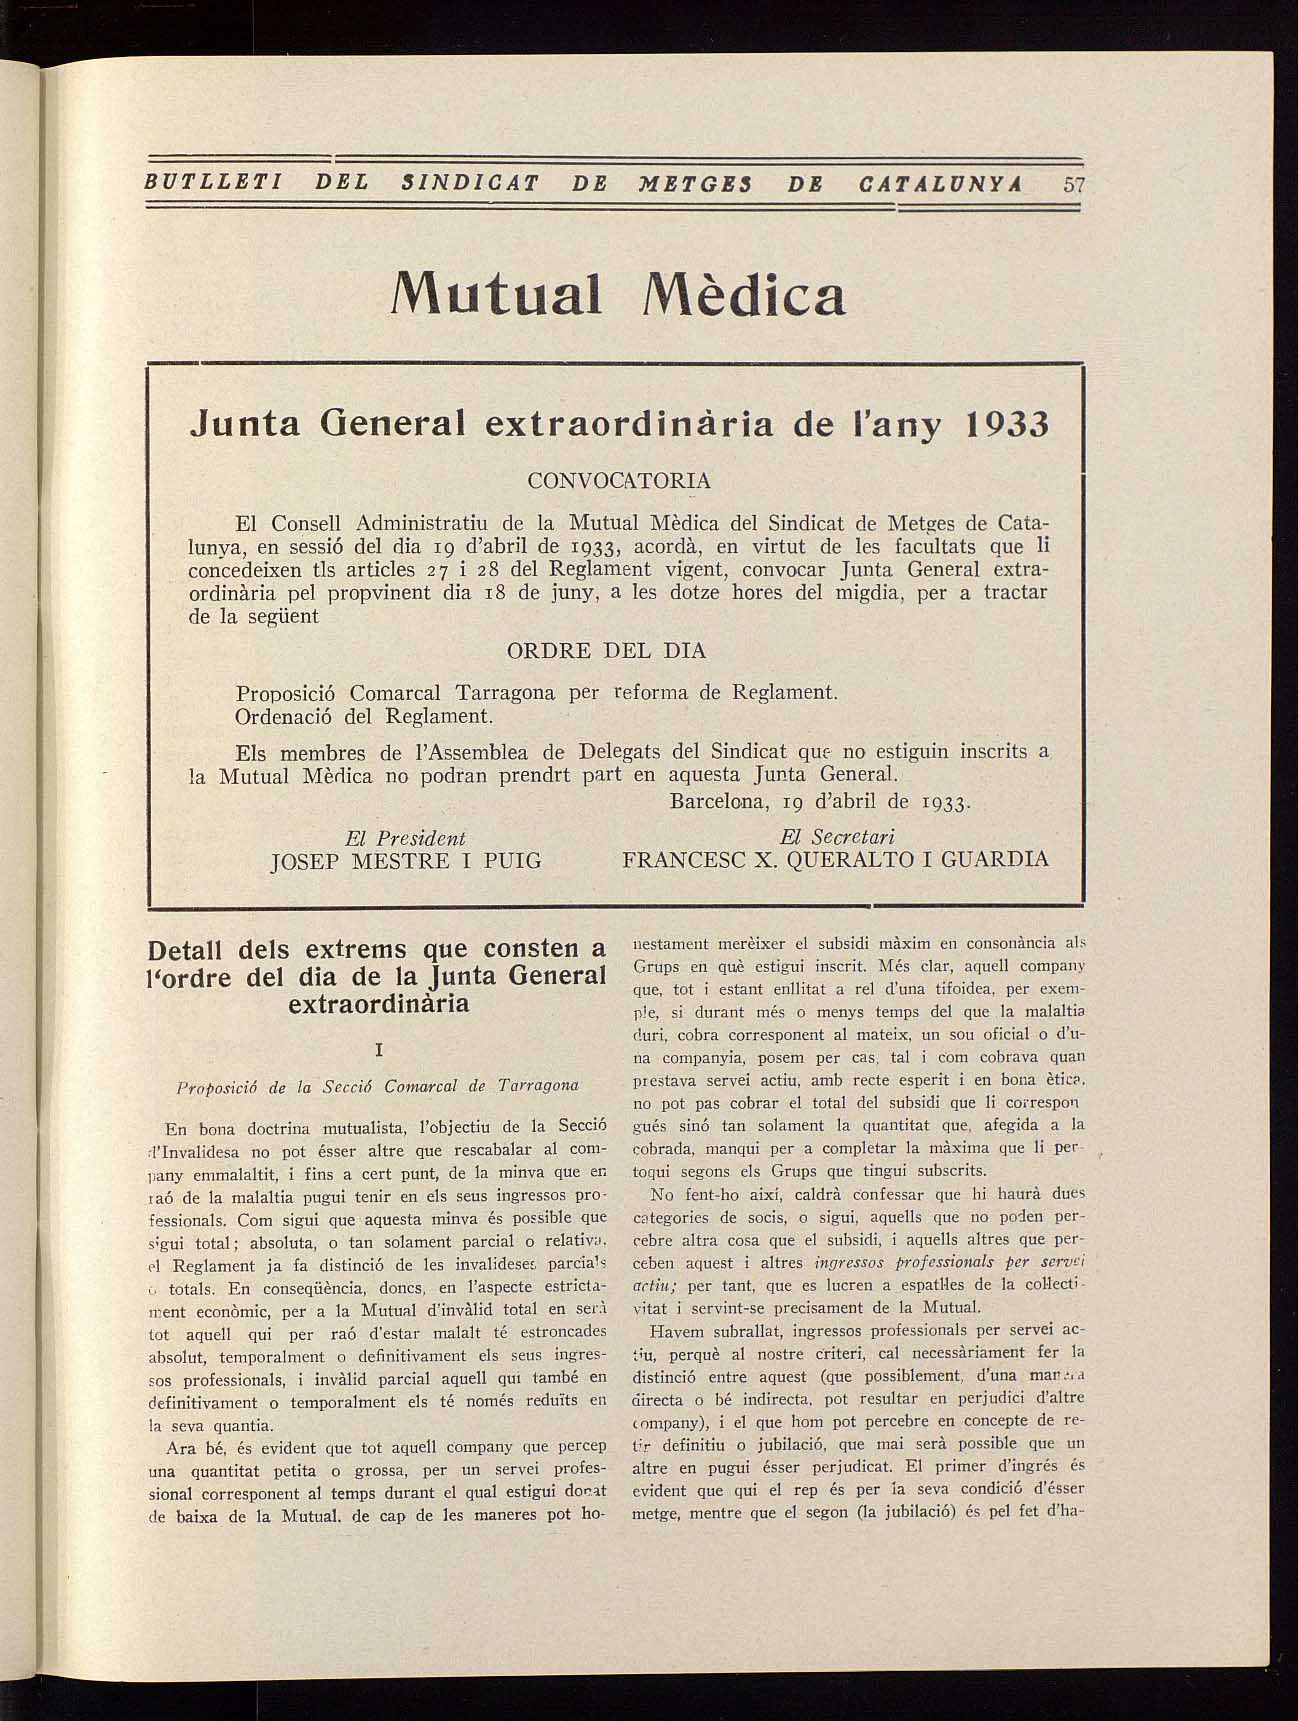 BUTLLETI DEL SINDICAT DE METGES DE CATALUNYA 57
Mutual Mèdica
Junta General extraordinària de l'any 1933
CONVOCATORIA
El Consell Administratiu de la Mutual Mèdica del Sindicat de Metges de Cata-
lunya, en sessió del dia 19 d'abril de 1933, acordà, en virtut de les facultats que li
concedeixen tls articles 27 i 28 del Reglament vigent, convocar Junta General extra-
ordinària pel propvinent dia 18 de juny, a les dotze hores del migdia, per a tractar
de la següent
ORDRE DEL DIA
Proposició Comarcal Tarragona per reforma de Reglament.
Ordenació del Reglament.
Els membres de l'Assemblea de Delegats del Sindicat que no estiguin inscrits a
la Mutual Mèdica no podran prendrt part en aquesta Junta General.
Barcelona, 19 d'abril de 1933.
El President
JOSEP MESTRE I PUIG
El Secretari
FRANCESC X. QUERALTO I GUARDIA
Detall dels extrems que consten a
l‘ordre del dia de la Junta General
extraordinària
I
Proposició de la Secció Comarcal de Tarragona
En bona doctrina mutualista, l'objectiu de la Secció
d'Invalidesa no pot ésser altre que rescabalar al com-
pany emmalaltit, i fins a cert punt, de la minva que en
raó de la malaltia pugui tenir en els seus ingressos pro-
fessionals. Com sigui que aquesta minva és possible que
sigui total; absoluta, o tan solament parcial o relativa,
el Reglament ja fa distinció de les invalideses parcials
o totals. En conseqüència, doncs, en l'aspecte estricta-
ment econòmic, per a la Mutual d'invàlid total en serà
tot aquell qui per raó d'estar malalt té estroncades
absolut, temporalment o definitivament els seus ingres-
sos professionals, i invàlid parcial aquell qui també en
definitivament o temporalment els té només reduïts en
la seva quantia.
Ara bé, és evident que tot aquell company que percep
una quantitat petita o grossa, per un servei profes-
sional corresponent al temps durant el qual estigui donat
de baixa de la Mutual. de cap de les maneres pot ho-
nestament merèixer el subsidi màxim en consonància als
Grups en què estigui inscrit. Més clar, aquell company
que, tot i estant enllitat a rel d'una tifoidea, per exem-
ple, si durant més o menys temps del que la malaltia
duri, cobra corresponent al mateix, un sou oficial o d'u-
na companyia, posem per cas, tal i com cobrava quan
prestava servei actiu, amb recte esperit i en bona ètica.
no pot pas cobrar el total del subsidi que li correspon
gués sinó tan solament la quantitat que, afegida a la
cobrada, manqui per a completar la màxima que li per-
toqui segons els Grups que tingui subscrits.
No fent-ho així, caldrà confessar que hi haurà dues
categories de socis, o sigui, aquells que no poden per-
cebre altra cosa que el subsidi, i aquells altres que per-
ceben aquest i altres ingressos professionals per servei
actiu; per tant, que es lucren a espatlles de la coŀlecti-
vitat i servint-se precisament de la Mutual.
Havem subrallat, ingressos professionals per servei ac-
tiu, perquè al nostre criteri, cal necessàriament fer la
distinció entre aquest (que possiblement, d'una manera
directa o bé indirecta, pot resultar en perjudici d'altre
company), i el que hom pot percebre en concepte de re-
tir definitiu o jubilació, que mai serà possible que un
altre en pugui ésser perjudicat. El primer d'ingrés és
evident que qui el rep és per la seva condició d'ésser
metge, mentre que el segon (la jubilació) és pel fet d'ha-